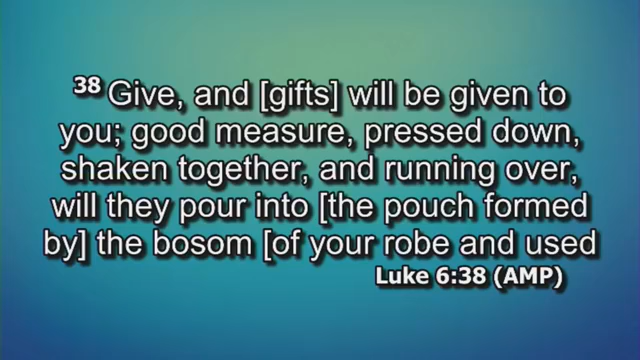 38 Give, and [gifts] will be given to
you; good measure, pressed down,
shaken together, and running over,
will they pour into [the pouch formed
by] the bosom [of your robe and used
Luke 6:38 (AMP)